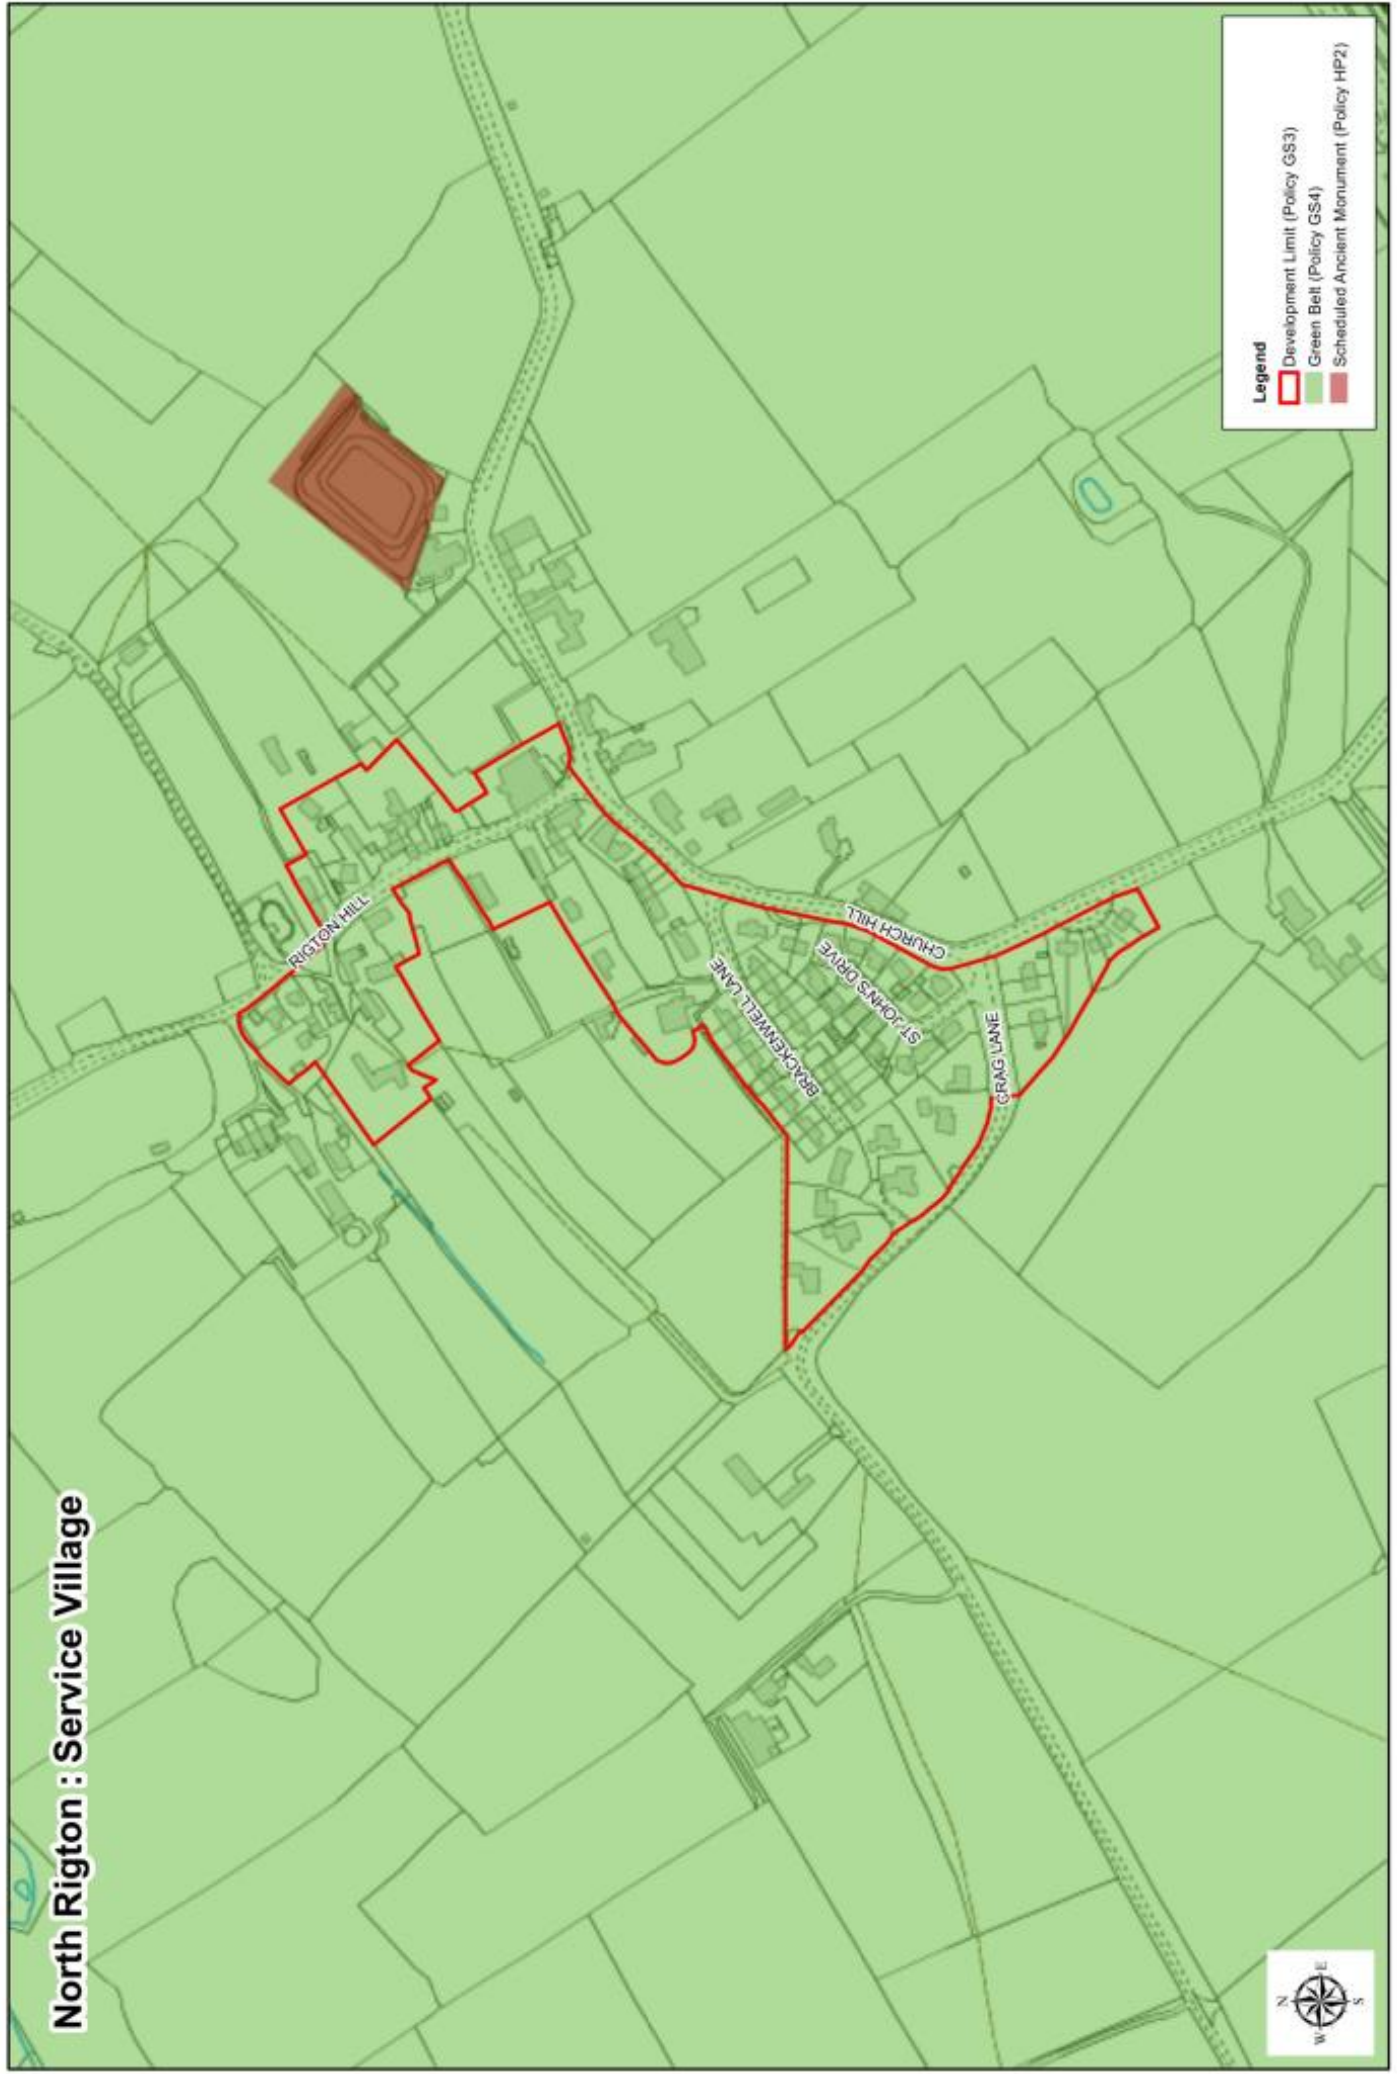 North Rigton : Service Village
RIGTON HILL
CHURCH HILL
BRACKENWELL LANE
ST JOHN'S DRIVE
CRAG LANE
Legend
Development Limit (Policy GS3)
Green Belt (Policy GS4)
Scheduled Ancient Monument (Policy HP2)
N
W
E
S